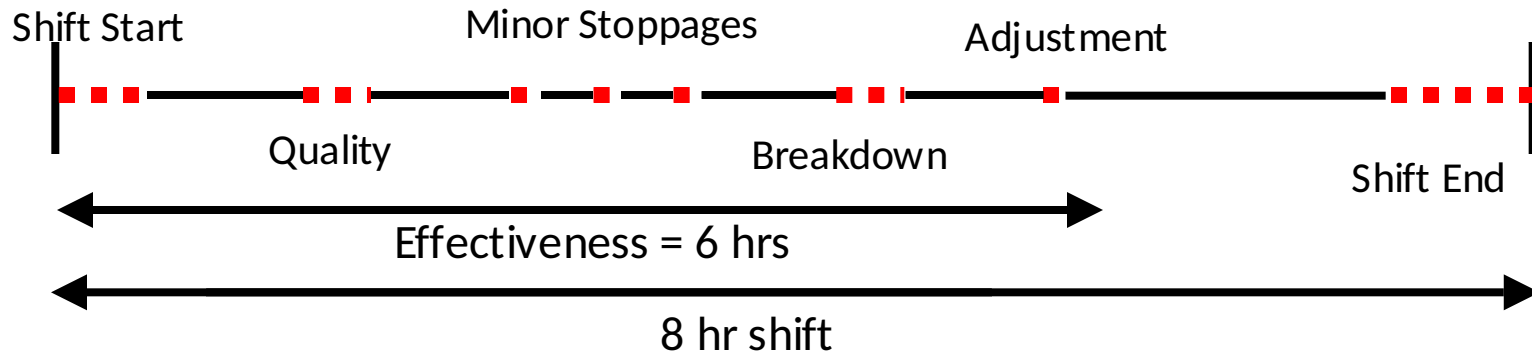 Shift Start
Minor Stoppages
Adjustment
Quality
Breakdown
Shift End
Effectiveness = 6 hrs
8 hr shift